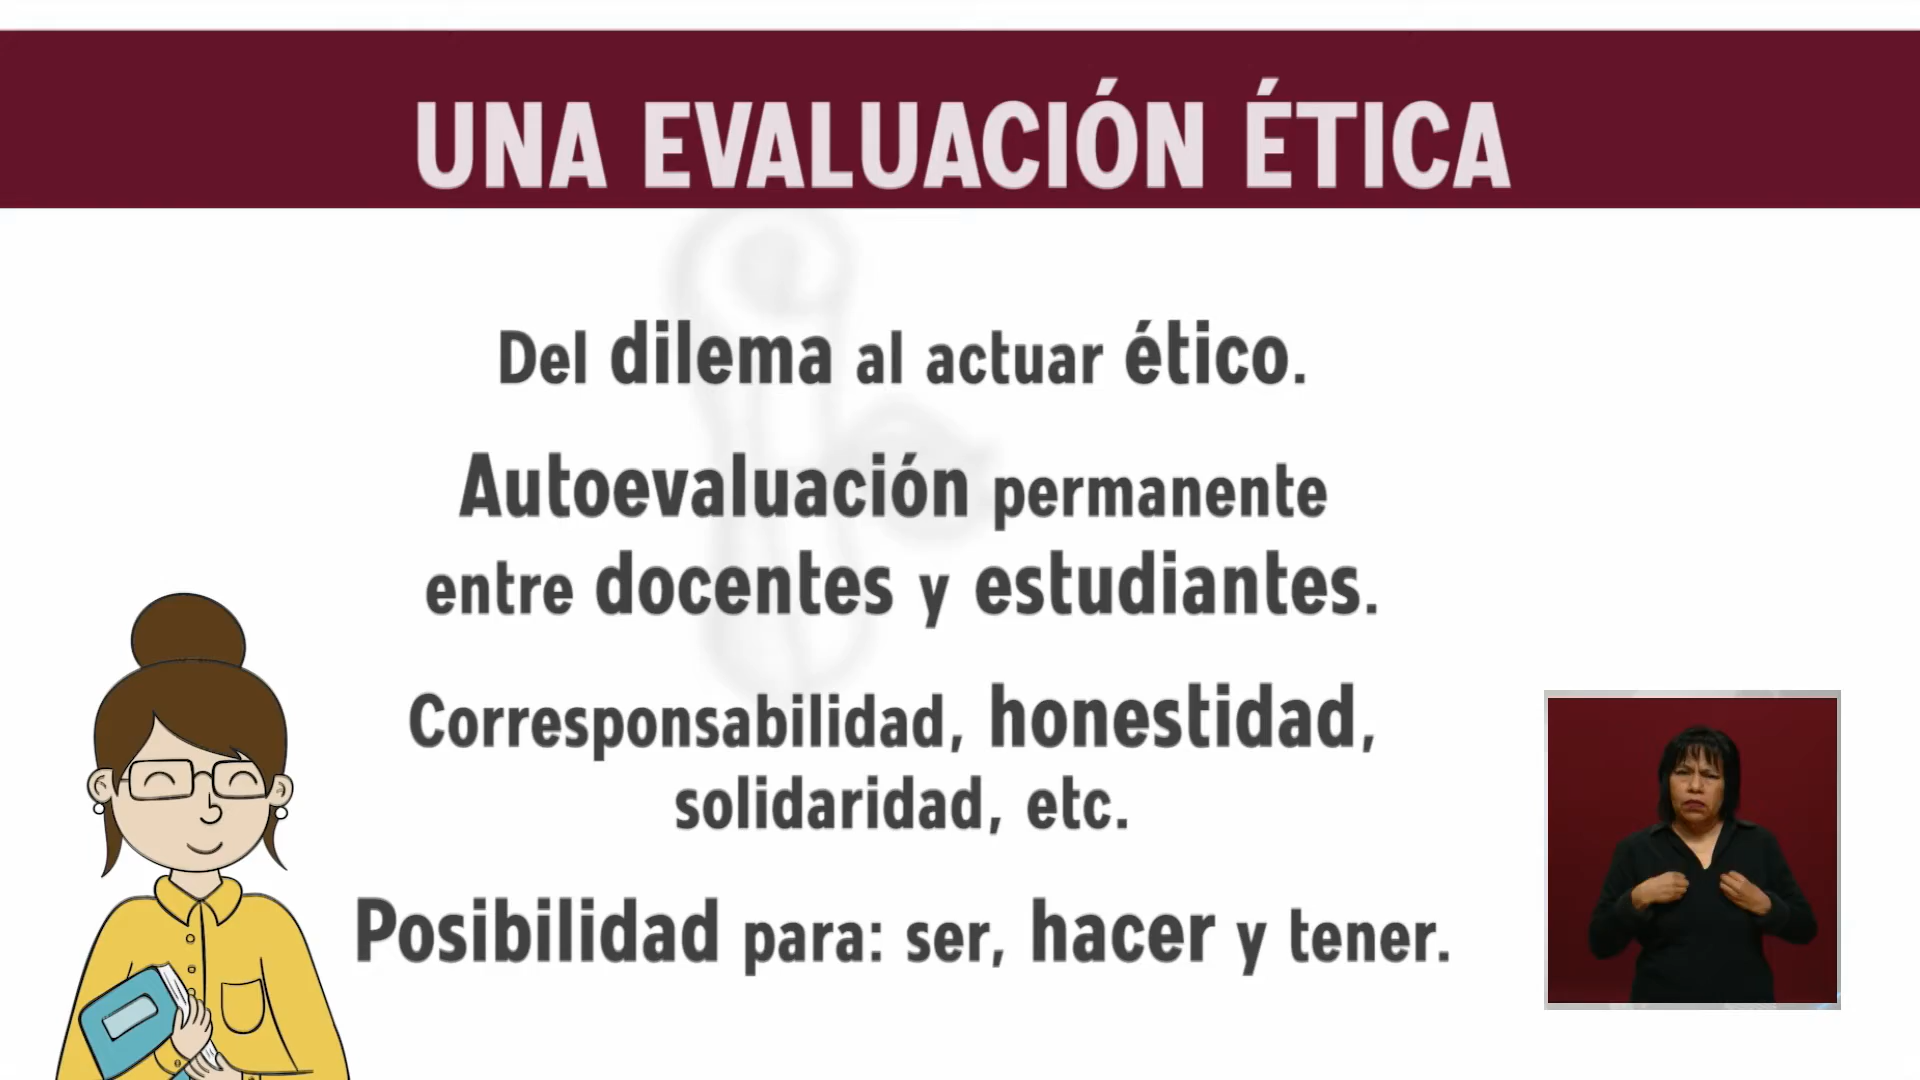 UNA EVALUACIÓN ÉTICA
Del dilema al actuar ético.
Autoevaluación permanente
entre docentes y estudiantes.
Corresponsabilidad, honestidad,
solidaridad, etc.
Posibilidad para: ser, hacer y tener.